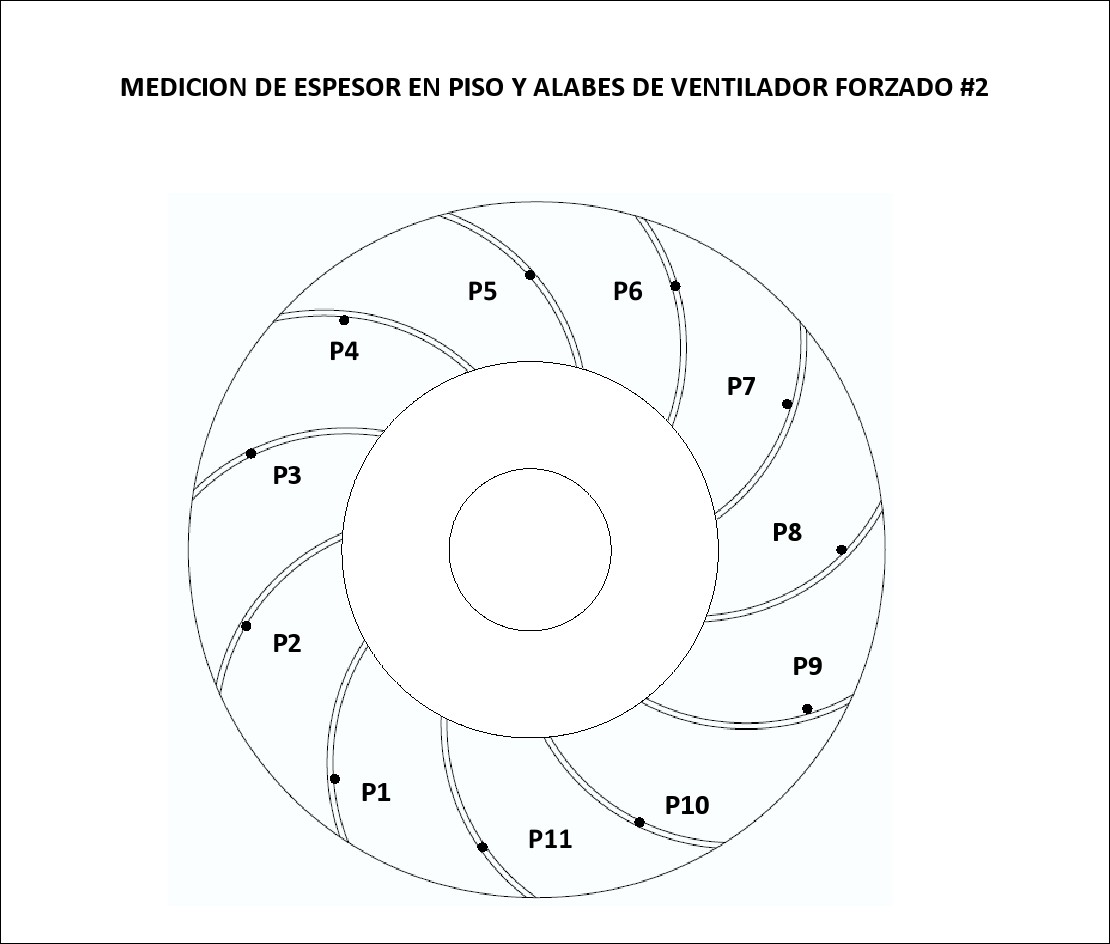 MEDICION DE ESPESOR EN PISO Y ALABES DE VENTILADOR FORZADO #2
P5
P6
P4
P7
P3
P8
P2
P9
P1
P10
P11